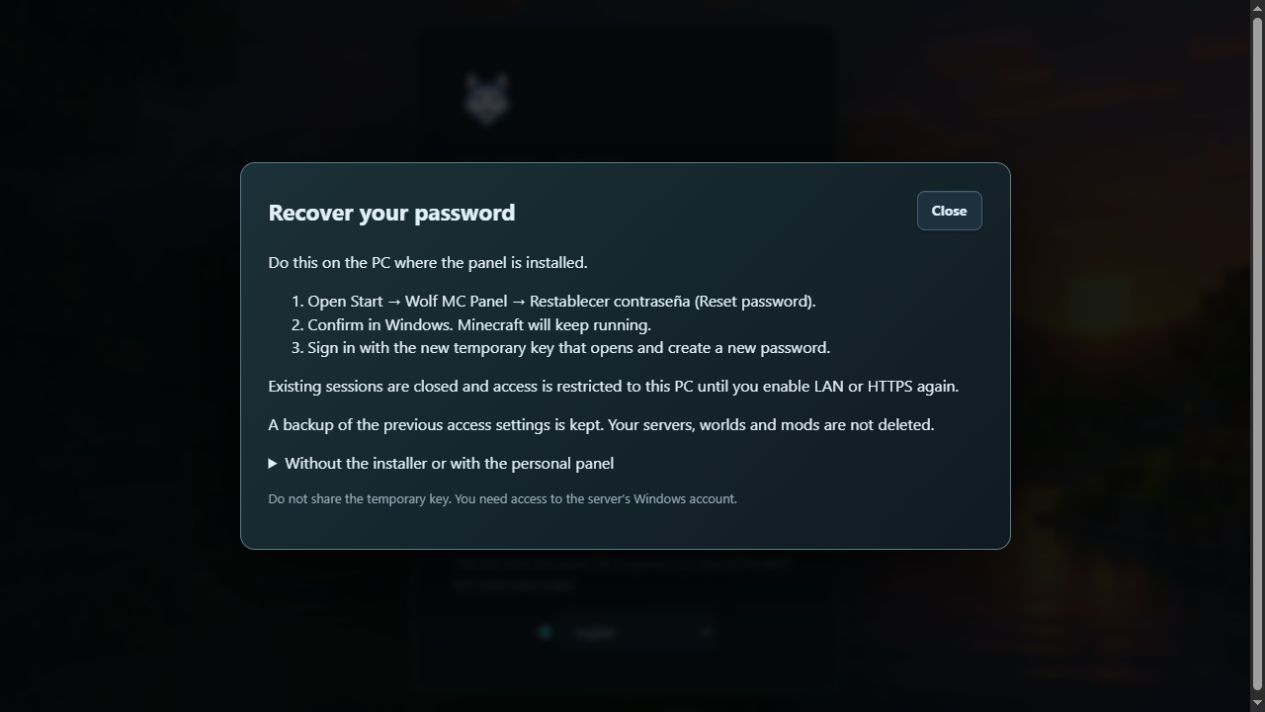 Recover your password
Close
Do this on the PC where the panel is installed.
1. Open Start → Wolf MC Panel → Restablecer contraseña (Reset password).
2. Confirm in Windows. Minecraft will keep running.
3. Sign in with the new temporary key that opens and create a new password.
Existing sessions are closed and access is restricted to this PC until you enable LAN or HTTPS again.
A backup of the previous access settings is kept. Your servers, worlds and mods are not deleted.
▶ Without the installer or with the personal panel
Do not share the temporary key. You need access to the server's Windows account.